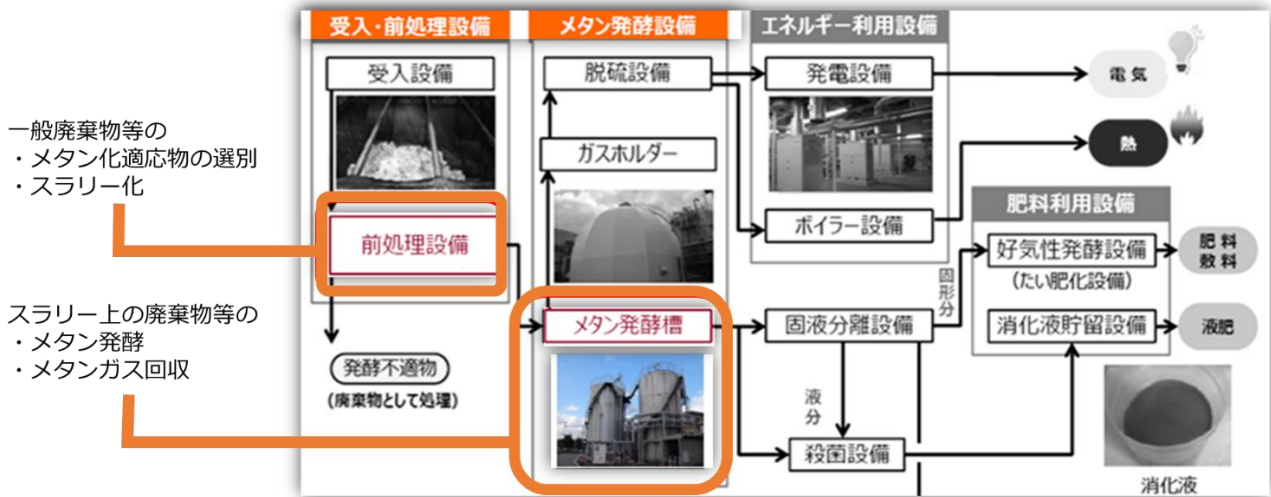 一般廃棄物等の
・メタン化適応物の選別
・スラリー化
スラリー上の廃棄物等の
・メタン発酵
・メタンガス回収
受入・前処理設備
受入設備
前処理設備
発酵不適物
(廃棄物として処理)
メタン発酵設備
脱硫設備
ガスホルダー
メタン発酵槽
エネルギー利用設備
発電設備
ボイラー設備
電気
熱
固液分離設備
固形分
液分
殺菌設備
肥料利用設備
好気性発酵設備
(たい肥化設備)
消化液貯留設備
肥料
敷料
液肥
消化液